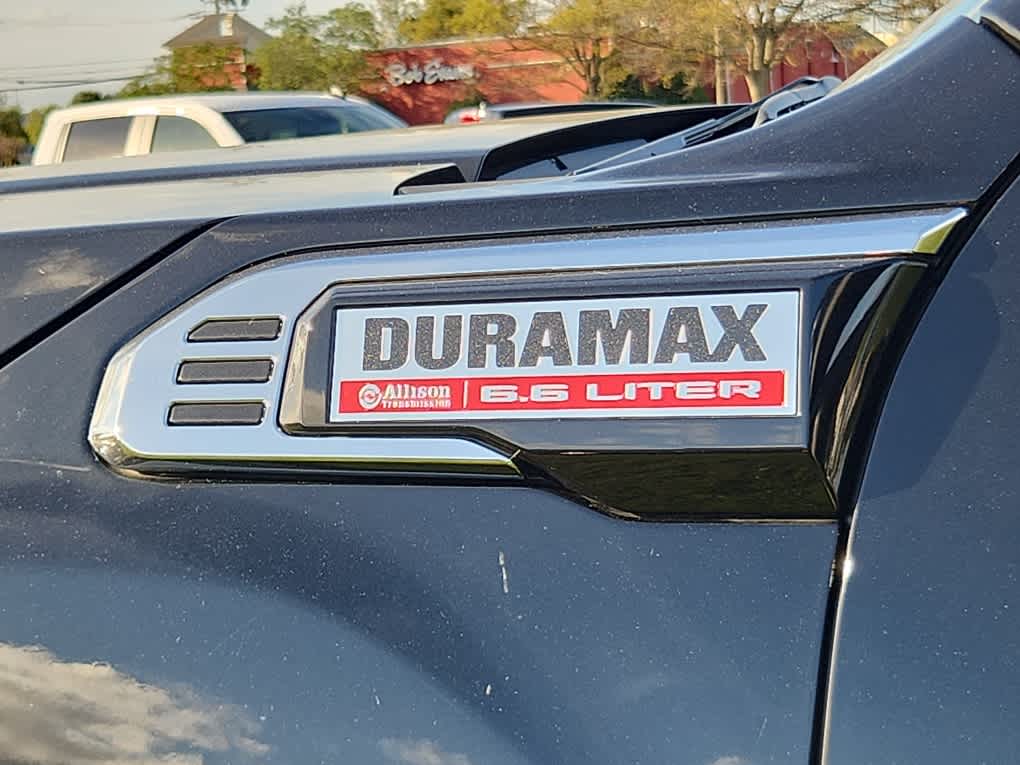 Bob Evans
DURAMAX
Allison Transmission | 6.6 LITER